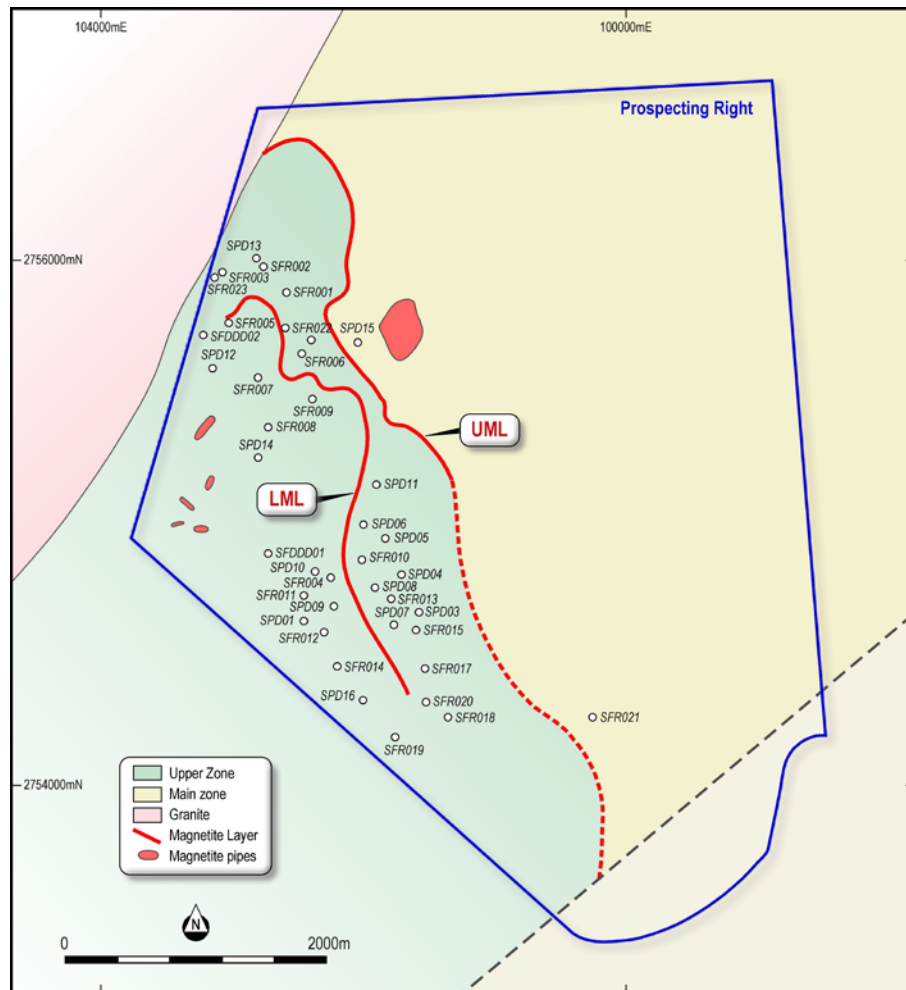 104000mE
100000mE
Prospecting Right
2756000mN
SPD13
SFR002
SFR003
SFR023
SFR001
SFR005
SFR022
SPD15
SFDDD02
SFR006
SPD12
SFR007
SFR009
SFR008
UML
SPD14
SPD11
LML
SPD06
SPD05
SFDDD01
SFR010
SPD10
SPD04
SFR004
SPD08
SFR011
SFR013
SPD09
SPD07
SPD03
SPD01
SFR015
SFR012
SFR014
SFR017
SPD16
SFR020
SFR018
SFR021
SFR019
2754000mN
Upper Zone
Main zone
Granite
Magnetite Layer
Magnetite pipes
N
0
2000m